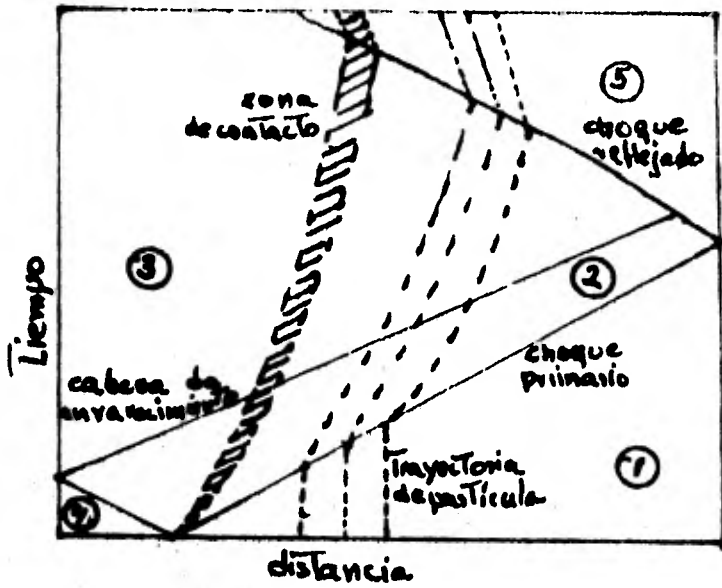 5
zona
de contacto
choque
reflejado
3
2
Tiempo
choque
primario
cabeza de
enrarecimiento
Trayectoria
de partícula
1
4
distancia